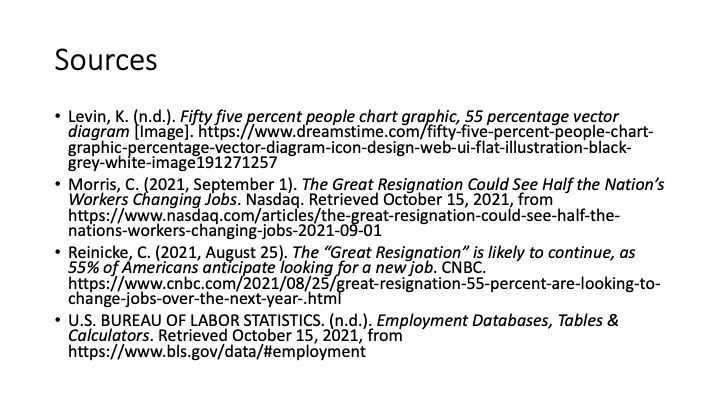 Sources
• Levin, K. (n.d.). Fifty five percent people chart graphic, 55 percentage vector
diagram [Image]. https://www.dreamstime.com/fifty-five-percent-people-chart-
graphic-percentage-vector-diagram-icon-design-web-ui-flat-illustration-black-
grey-white-image191271257
• Morris, C. (2021, September 1). The Great Resignation Could See Half the Nation’s
Workers Changing Jobs. Nasdaq. Retrieved October 15, 2021, from
https://www.nasdaq.com/articles/the-great-resignation-could-see-half-the-
nations-workers-changing-jobs-2021-09-01
• Reinicke, C. (2021, August 25). The “Great Resignation” is likely to continue, as
55% of Americans anticipate looking for a new job. CNBC.
https://www.cnbc.com/2021/08/25/great-resignation-55-percent-are-looking-to-
change-jobs-over-the-next-year-.html
• U.S. BUREAU OF LABOR STATISTICS. (n.d.). Employment Databases, Tables &
Calculators. Retrieved October 15, 2021, from
https://www.bls.gov/data/#employment